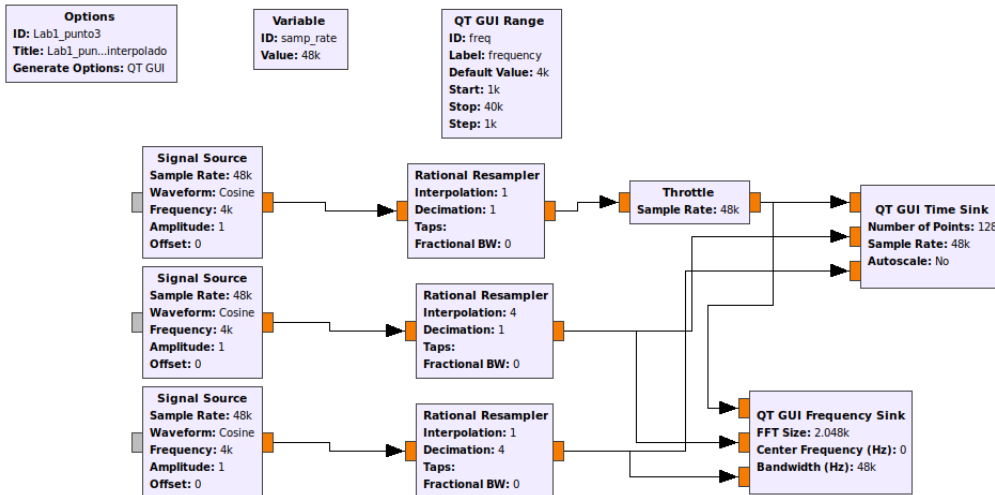 Options
ID: Lab1_punto3
Title: Lab1_pun...interpolado
Generate Options: QT GUI
Variable
ID: samp_rate
Value: 48k
QT GUI Range
ID: freq
Label: frequency
Default Value: 4k
Start: 1k
Stop: 40k
Step: 1k
Signal Source
Sample Rate: 48k
Waveform: Cosine
Frequency: 4k
Amplitude: 1
Offset: 0
Rational Resampler
Interpolation: 1
Decimation: 1
Taps:
Fractional BW: 0
Throttle
Sample Rate: 48k
QT GUI Time Sink
Number of Points: 128
Sample Rate: 48k
Autoscale: No
Signal Source
Sample Rate: 48k
Waveform: Cosine
Frequency: 4k
Amplitude: 1
Offset: 0
Rational Resampler
Interpolation: 4
Decimation: 1
Taps:
Fractional BW: 0
Signal Source
Sample Rate: 48k
Waveform: Cosine
Frequency: 4k
Amplitude: 1
Offset: 0
Rational Resampler
Interpolation: 1
Decimation: 4
Taps:
Fractional BW: 0
QT GUI Frequency Sink
FFT Size: 2.048k
Center Frequency (Hz): 0
Bandwidth (Hz): 48k